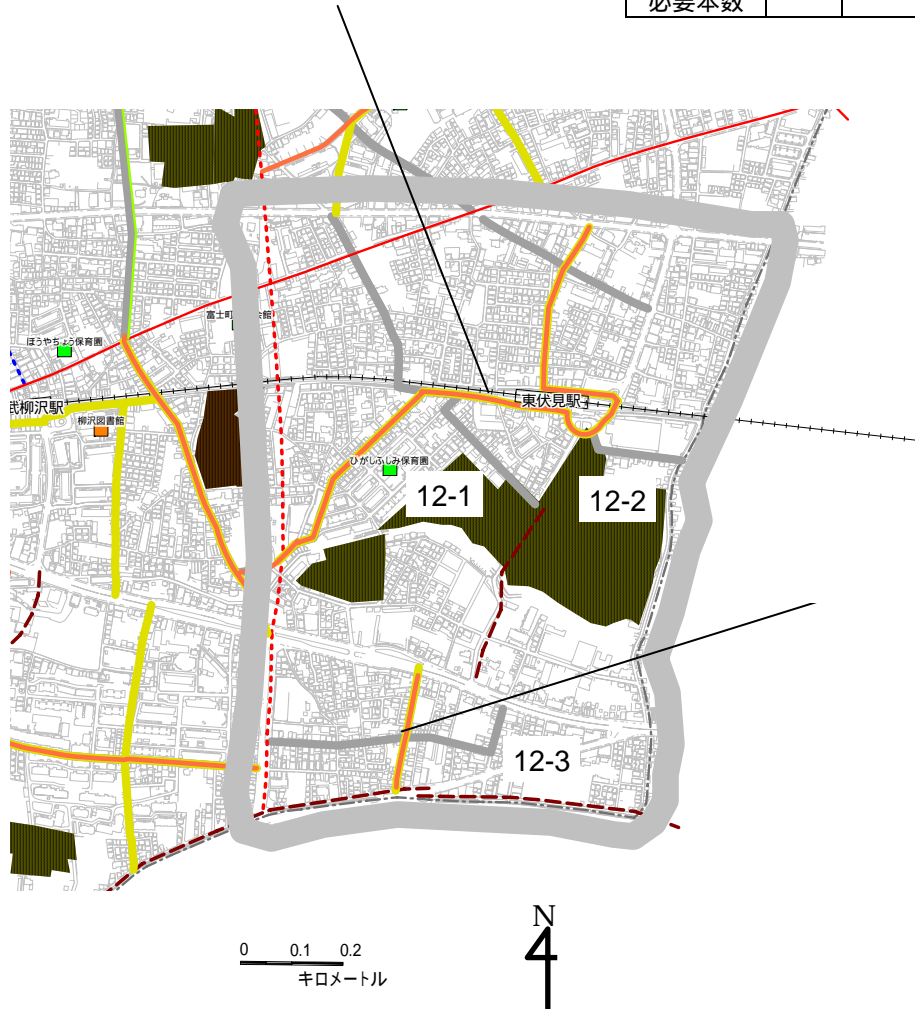 必要本数
富士町
会館
ほうやちょう保育園
武柳沢駅
東伏見駅
柳沢図書館
ひがしふしみ保育園
12-1
12-2
12-3
N
0 0.1 0.2
キロメートル